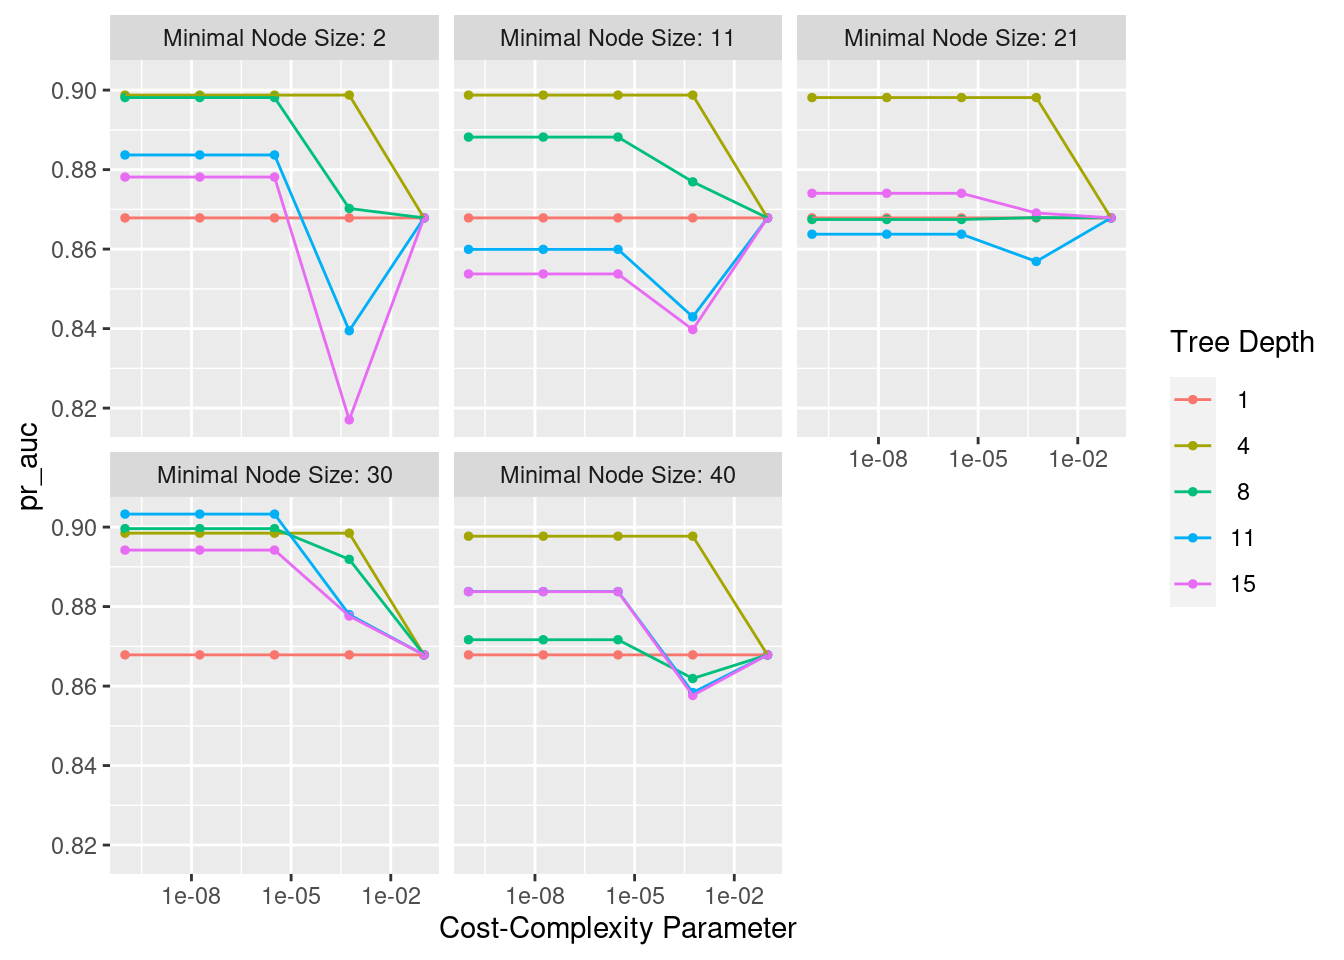 Minimal Node Size: 2
Minimal Node Size: 11
Minimal Node Size: 21
0.90
0.88
0.86
0.84
0.82
1e-08
1e-05
1e-02
Minimal Node Size: 30
Minimal Node Size: 40
0.90
0.88
0.86
0.84
0.82
1e-08
1e-05
1e-02
1e-08
1e-05
1e-02
Cost-Complexity Parameter
pr_auc
Tree Depth
1
4
8
11
15